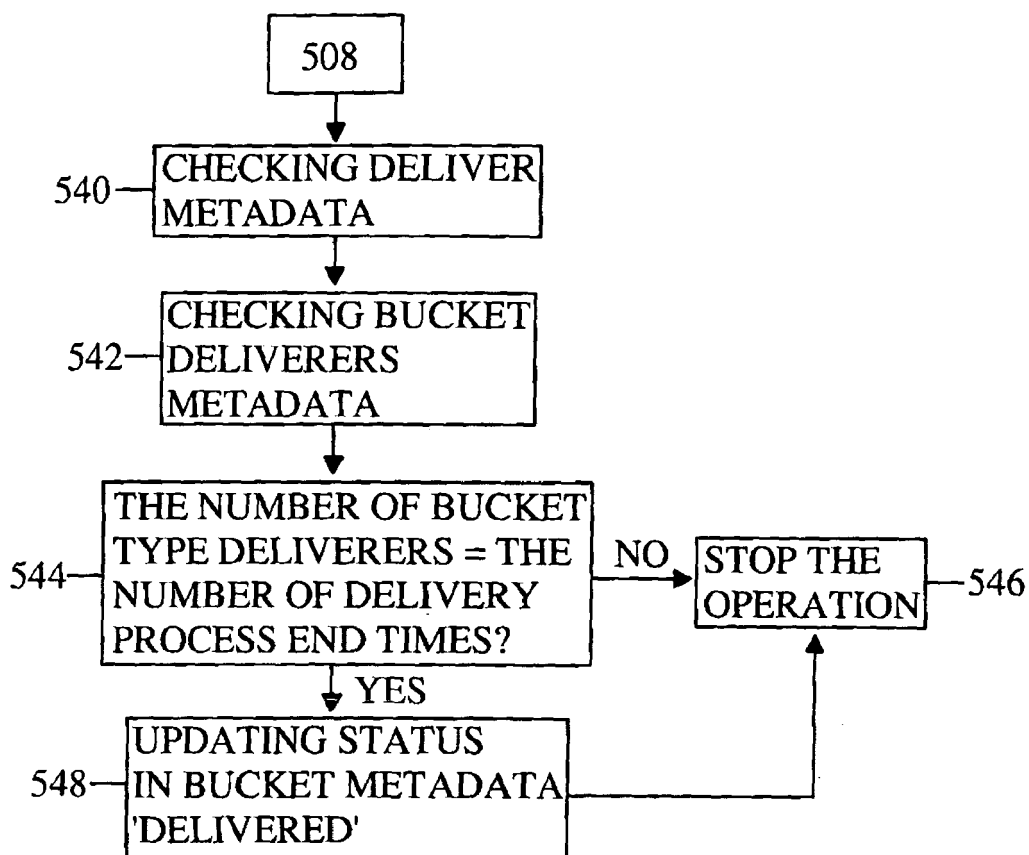 508
540
CHECKING DELIVER
METADATA
542
CHECKING BUCKET
DELIVERERS
METADATA
544
THE NUMBER OF BUCKET
TYPE DELIVERERS = THE
NUMBER OF DELIVERY
PROCESS END TIMES?
NO
STOP THE
OPERATION
546
YES
548
UPDATING STATUS
IN BUCKET METADATA
'DELIVERED'